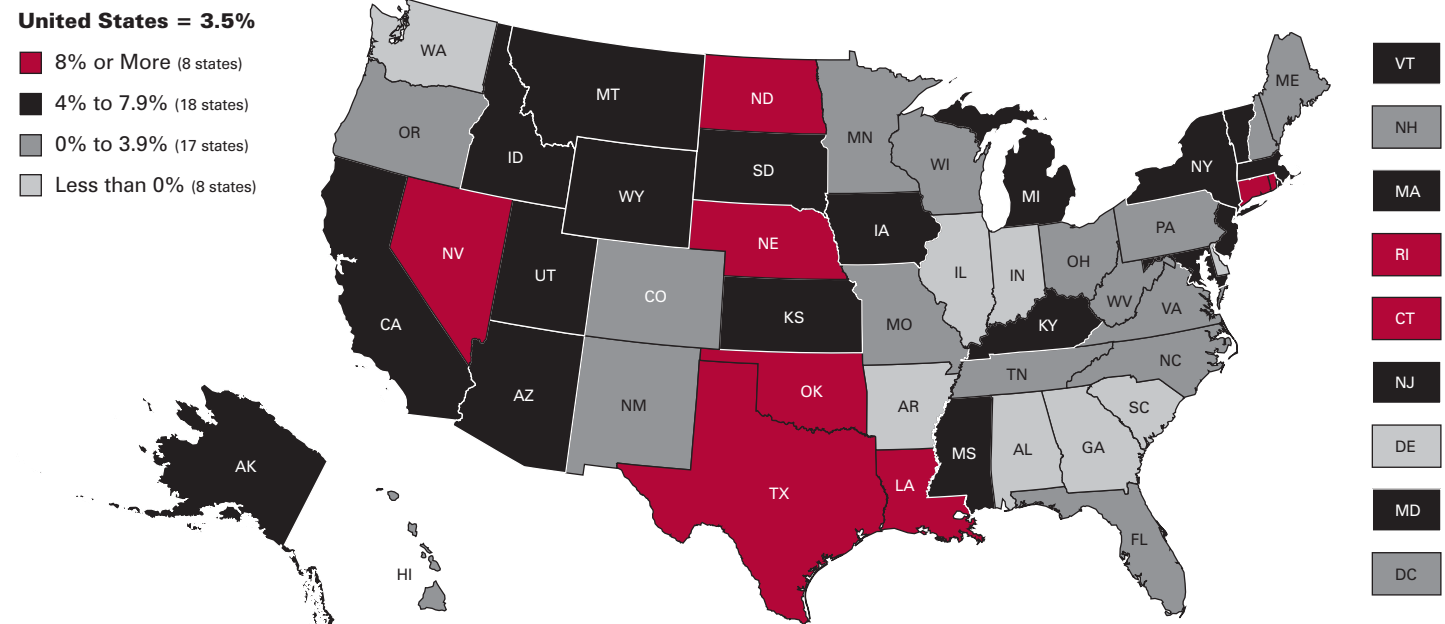 United States = 3.5%
8% or More (8 states)
4% to 7.9% (18 states)
0% to 3.9% (17 states)
Less than 0% (8 states)
WA
OR
CA
NV
ID
MT
WY
UT
AZ
CO
NM
ND
SD
NE
KS
OK
TX
MN
IA
MO
AR
LA
WI
IL
IN
MI
OH
KY
TN
MS
AL
GA
SC
NC
FL
WV
VA
PA
NY
ME
AK
HI
VT
NH
MA
RI
CT
NJ
DE
MD
DC